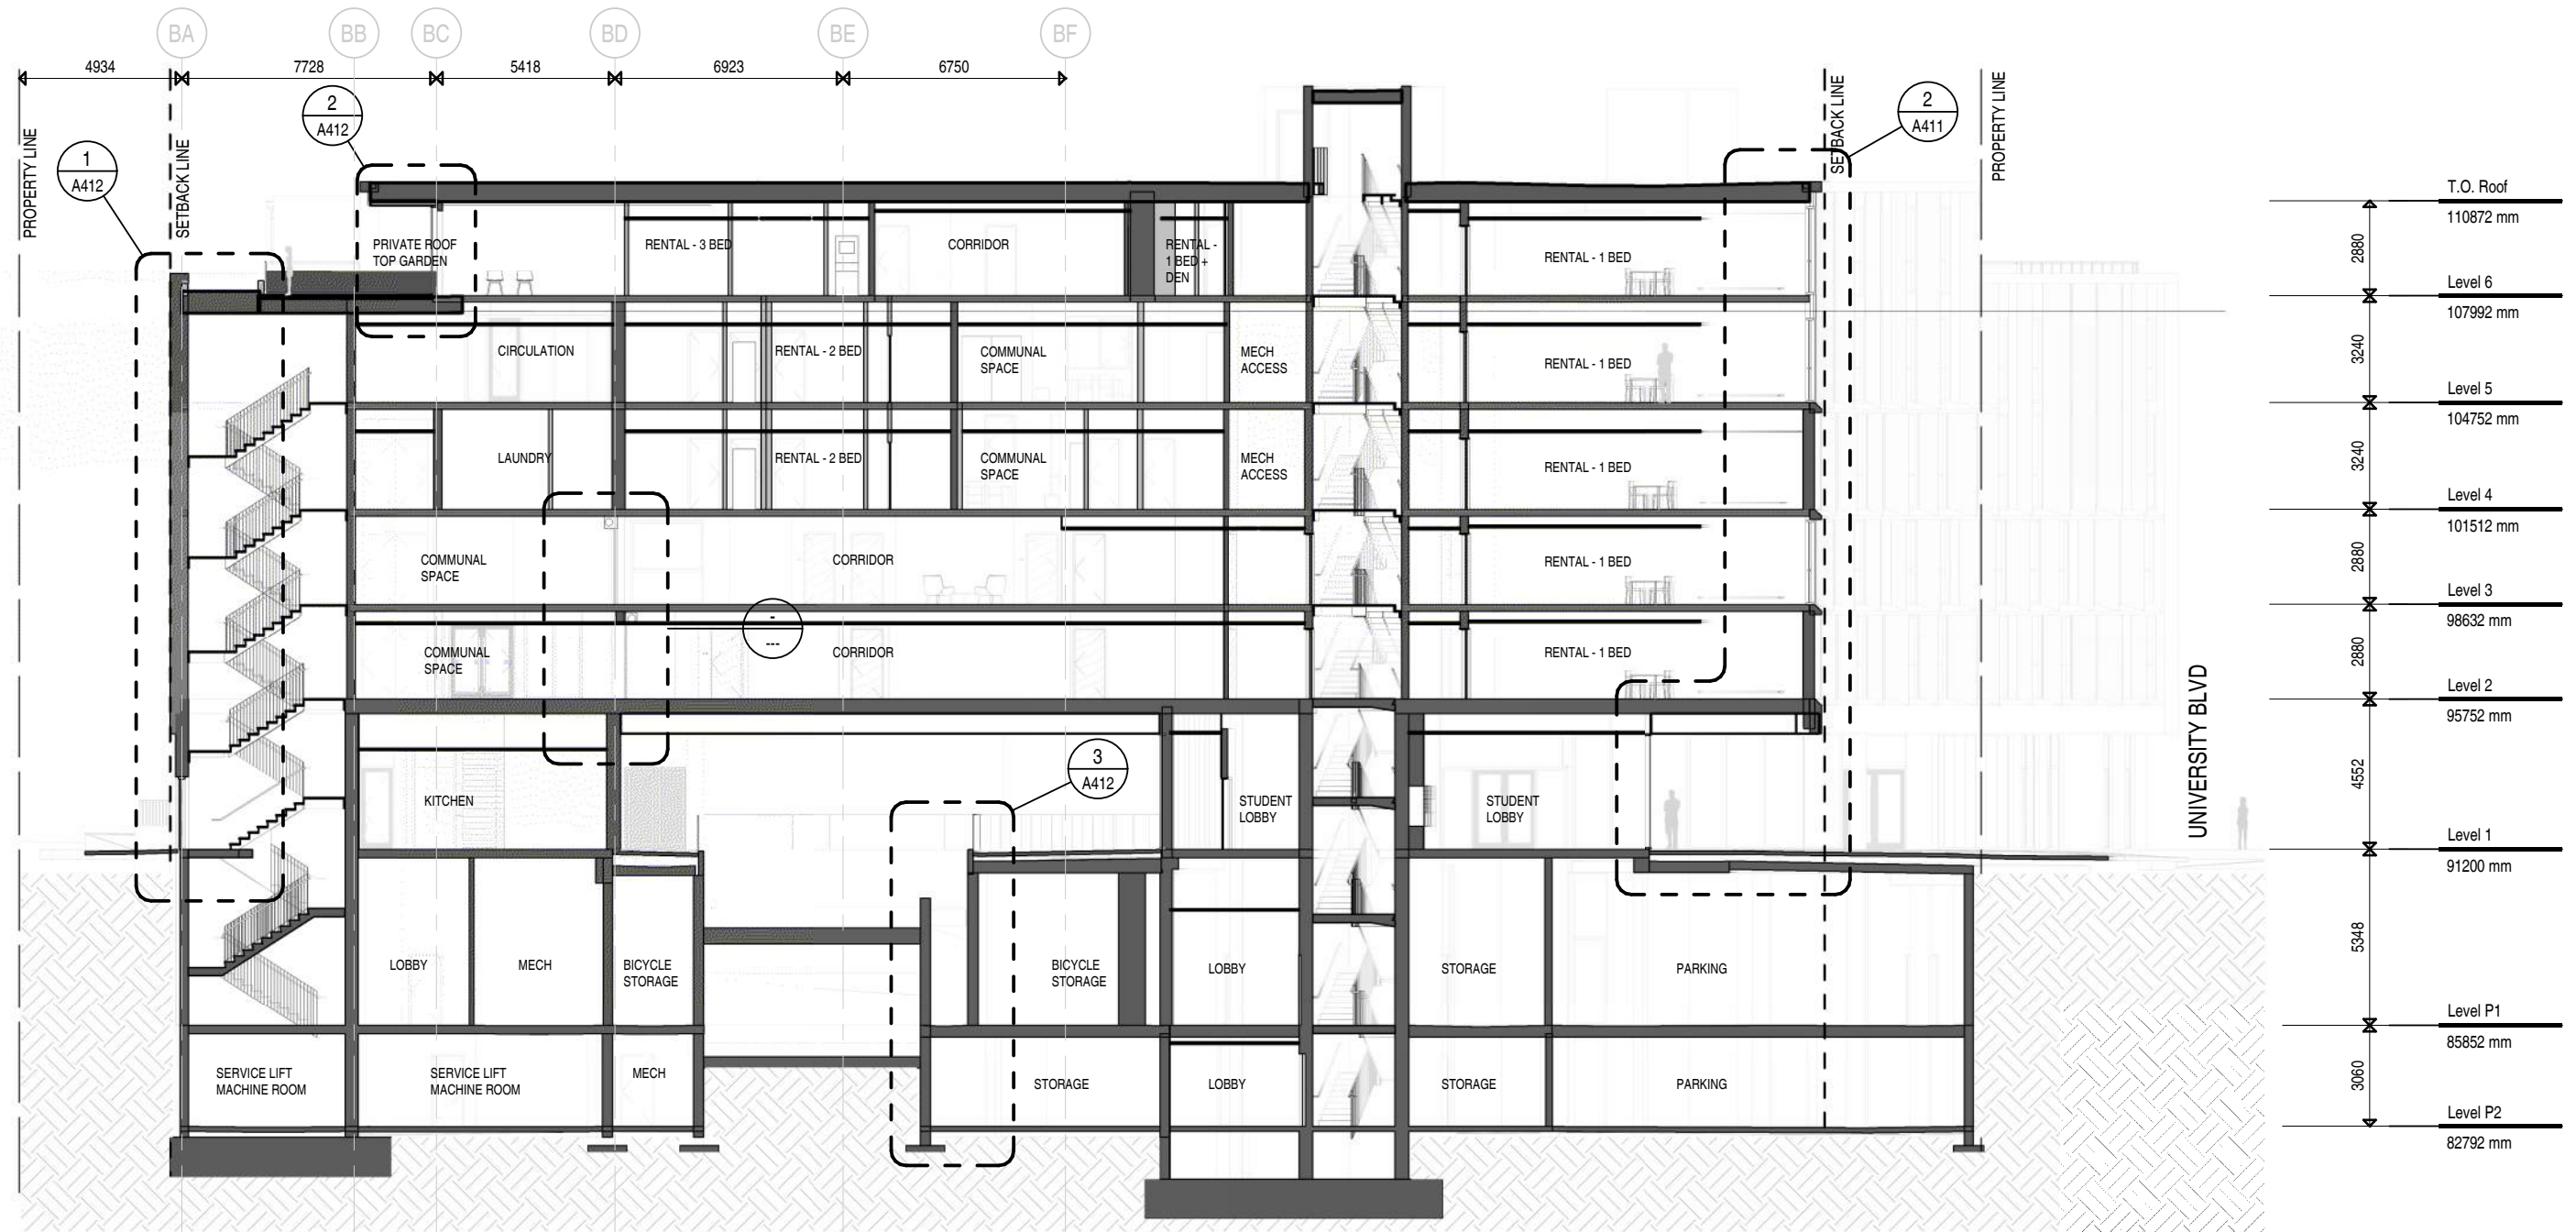 BA
BB
BC
BD
BE
BF
4934
7728
5418
6923
6750
PROPERTY LINE
SETBACK LINE
SETBACK LINE
PROPERTY LINE
1
A412
2
A412
2
A411
PRIVATE ROOF
TOP GARDEN
RENTAL - 3 BED
CORRIDOR
RENTAL -
1 BED +
DEN
RENTAL - 1 BED
CIRCULATION
RENTAL - 2 BED
COMMUNAL
SPACE
MECH
ACCESS
RENTAL - 1 BED
LAUNDRY
RENTAL - 2 BED
COMMUNAL
SPACE
MECH
ACCESS
RENTAL - 1 BED
COMMUNAL
SPACE
CORRIDOR
RENTAL - 1 BED
-
---
COMMUNAL
SPACE
CORRIDOR
RENTAL - 1 BED
3
A412
KITCHEN
STUDENT
LOBBY
STUDENT
LOBBY
UNIVERSITY BLVD
LOBBY
MECH
BICYCLE
STORAGE
BICYCLE
STORAGE
LOBBY
STORAGE
PARKING
SERVICE LIFT
MACHINE ROOM
SERVICE LIFT
MACHINE ROOM
MECH
STORAGE
LOBBY
STORAGE
PARKING
T.O. Roof
110872 mm
2880
Level 6
107992 mm
3240
Level 5
104752 mm
3240
Level 4
101512 mm
2880
Level 3
98632 mm
2880
Level 2
95752 mm
4552
Level 1
91200 mm
5348
Level P1
85852 mm
3060
Level P2
82792 mm